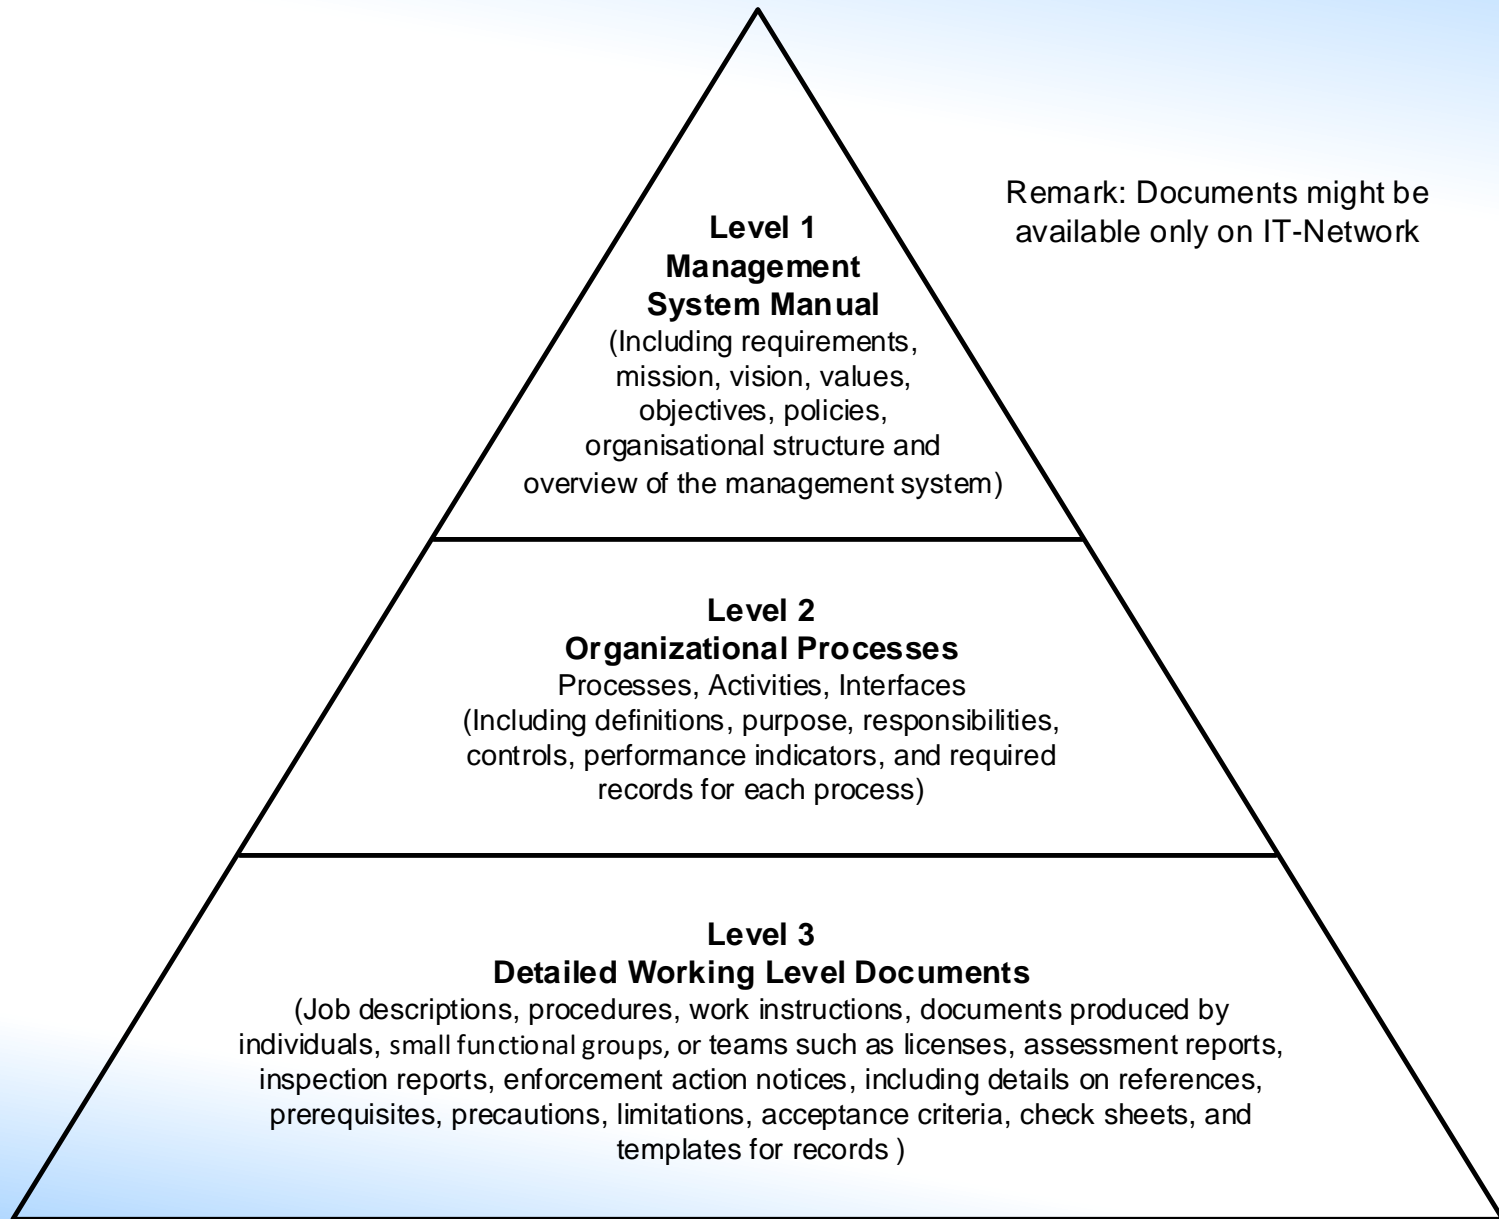 Remark: Documents might be
available only on IT-Network
Level 1
Management
System Manual
(Including requirements,
mission, vision, values,
objectives, policies,
organisational structure and
overview of the management system)
Level 2
Organizational Processes
Processes, Activities, Interfaces
(Including definitions, purpose, responsibilities,
controls, performance indicators, and required
records for each process)
Level 3
Detailed Working Level Documents
(Job descriptions, procedures, work instructions, documents produced by
individuals, small functional groups, or teams such as licenses, assessment reports,
inspection reports, enforcement action notices, including details on references,
prerequisites, precautions, limitations, acceptance criteria, check sheets, and
templates for records )